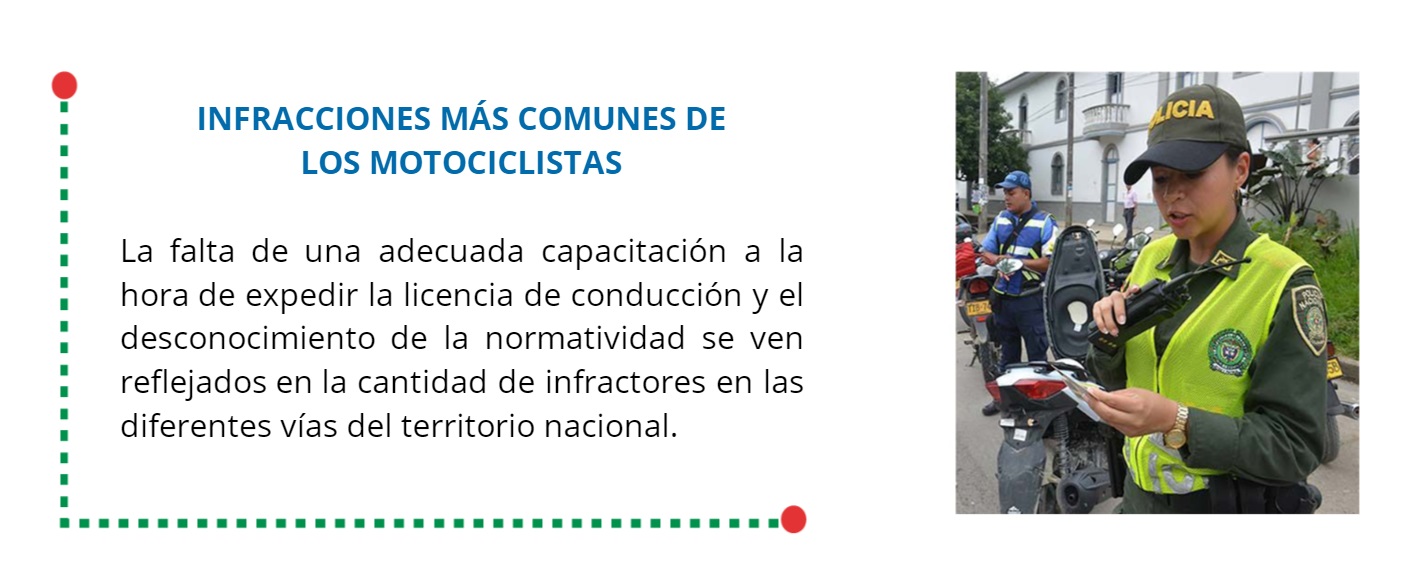 INFRACCIONES MÁS COMUNES DE
LOS MOTOCICLISTAS
La falta de una adecuada capacitación a la
hora de expedir la licencia de conducción y el
desconocimiento de la normatividad se ven
reflejados en la cantidad de infractores en las
diferentes vías del territorio nacional.
POLICIA